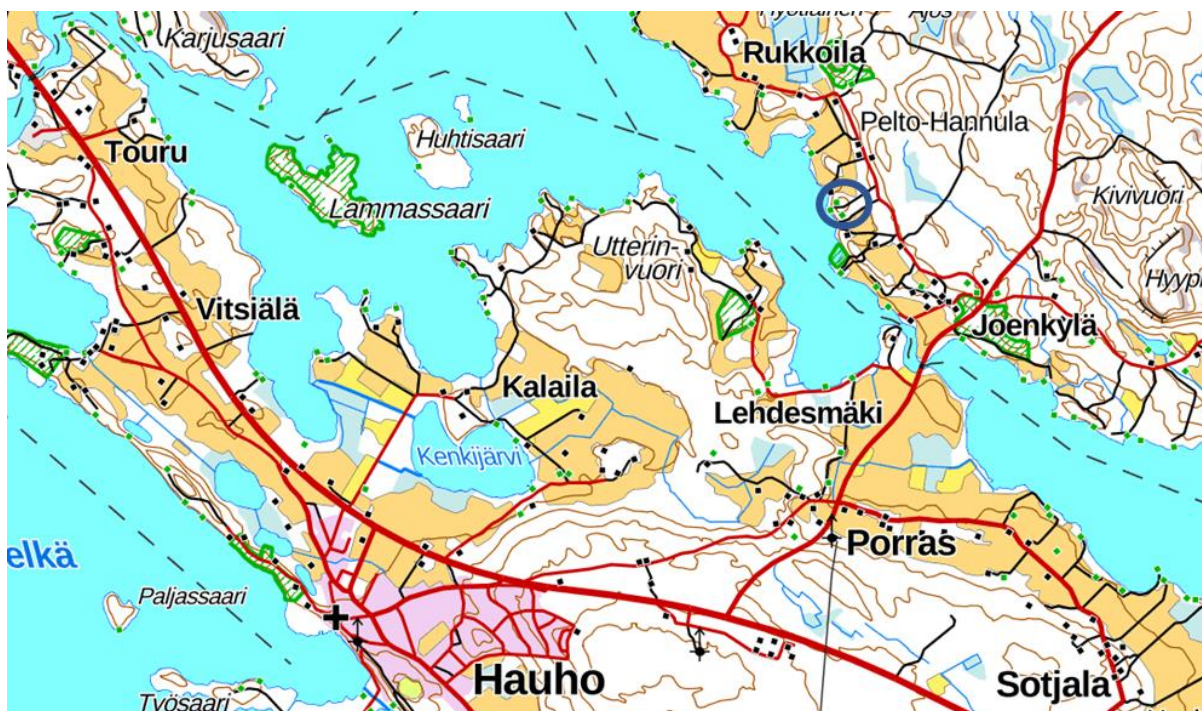 Karjusaari
Rukkoila
Huhtisaari
Pelto-Hannula
Touru
Lammassaari
Kivivuori
Utterin-
vuori
Vitsiälä
Joenkylä
Kalaila
Lehdesmäki
Kenkijärvi
Porras
elkä
Paljassaari
Hauho
Sotjala
Työsaari